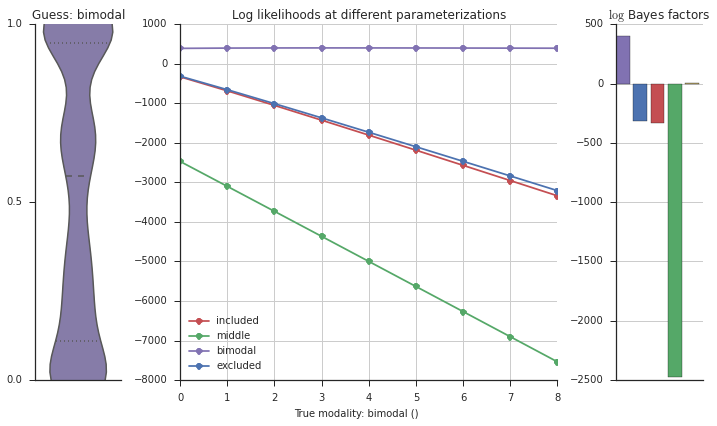 Guess: bimodal
1.0
0.5
0.0
Log likelihoods at different parameterizations
1000
0
−1000
−2000
−3000
−4000
−5000
−6000
−7000
−8000
included
middle
bimodal
excluded
0 1 2 3 4 5 6 7 8
True modality: bimodal ()
log Bayes factors
500
0
−500
−1000
−1500
−2000
−2500